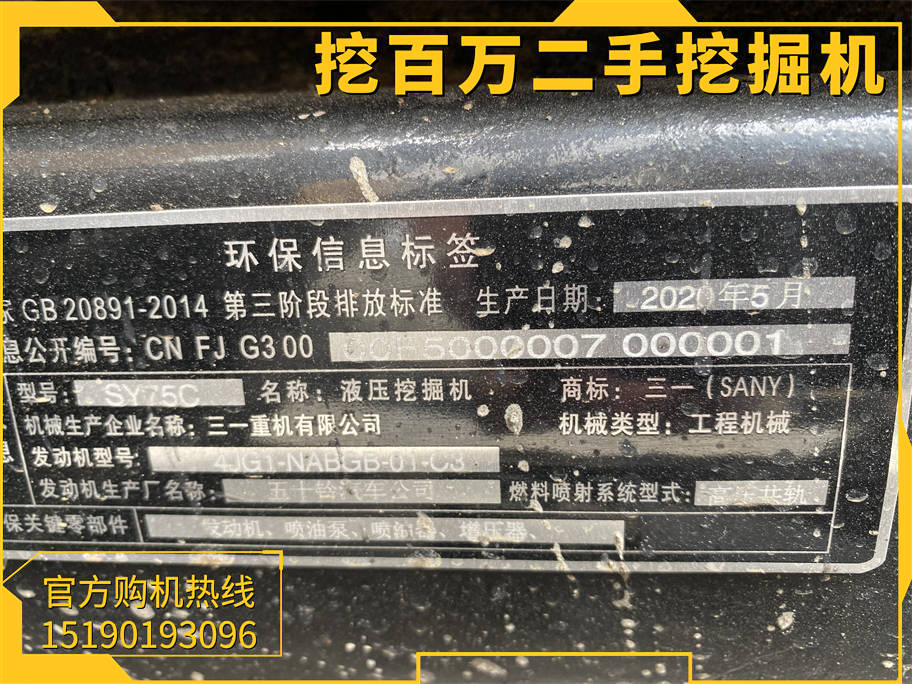 挖百万二手挖掘机
环保信息标签
GB 20891-2014 第三阶段排放标准 生产日期: 2020年5月
息公开编号: CN FJ G3 00 5000007 000001
型号: SY75C 名称: 液压挖掘机 商标: 三一(SANY)
机械生产企业名称: 三一重机有限公司 机械类型: 工程机械
发动机型号: 4JG1-NABGB-01-C3
发动机生产厂名称: 五十铃汽车公司 燃料喷射系统型式: 高压共轨
保关键零部件 发动机、喷油泵、喷油器、增压器、
官方购机热线
15190193096